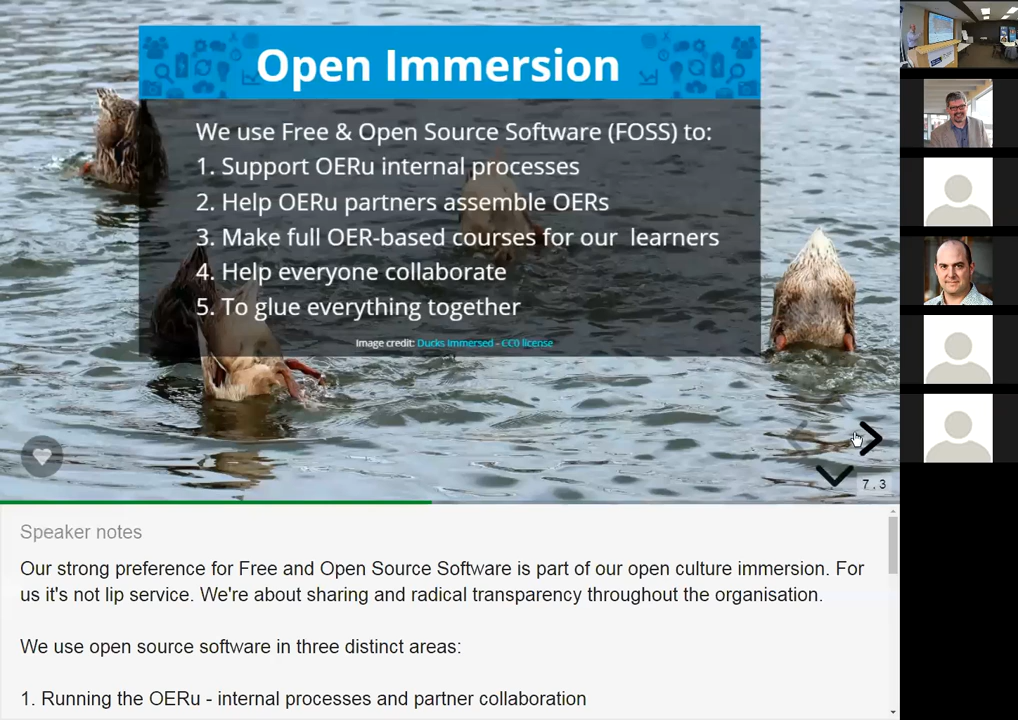 Open Immersion
We use Free & Open Source Software (FOSS) to:
1. Support OERu internal processes
2. Help OERu partners assemble OERs
3. Make full OER-based courses for our learners
4. Help everyone collaborate
5. To glue everything together
Image credit: Ducks Immersed - CC0 license
7 . 3
Speaker notes
Our strong preference for Free and Open Source Software is part of our open culture immersion. For
us it's not lip service. We're about sharing and radical transparency throughout the organisation.
We use open source software in three distinct areas:
1. Running the OERu - internal processes and partner collaboration